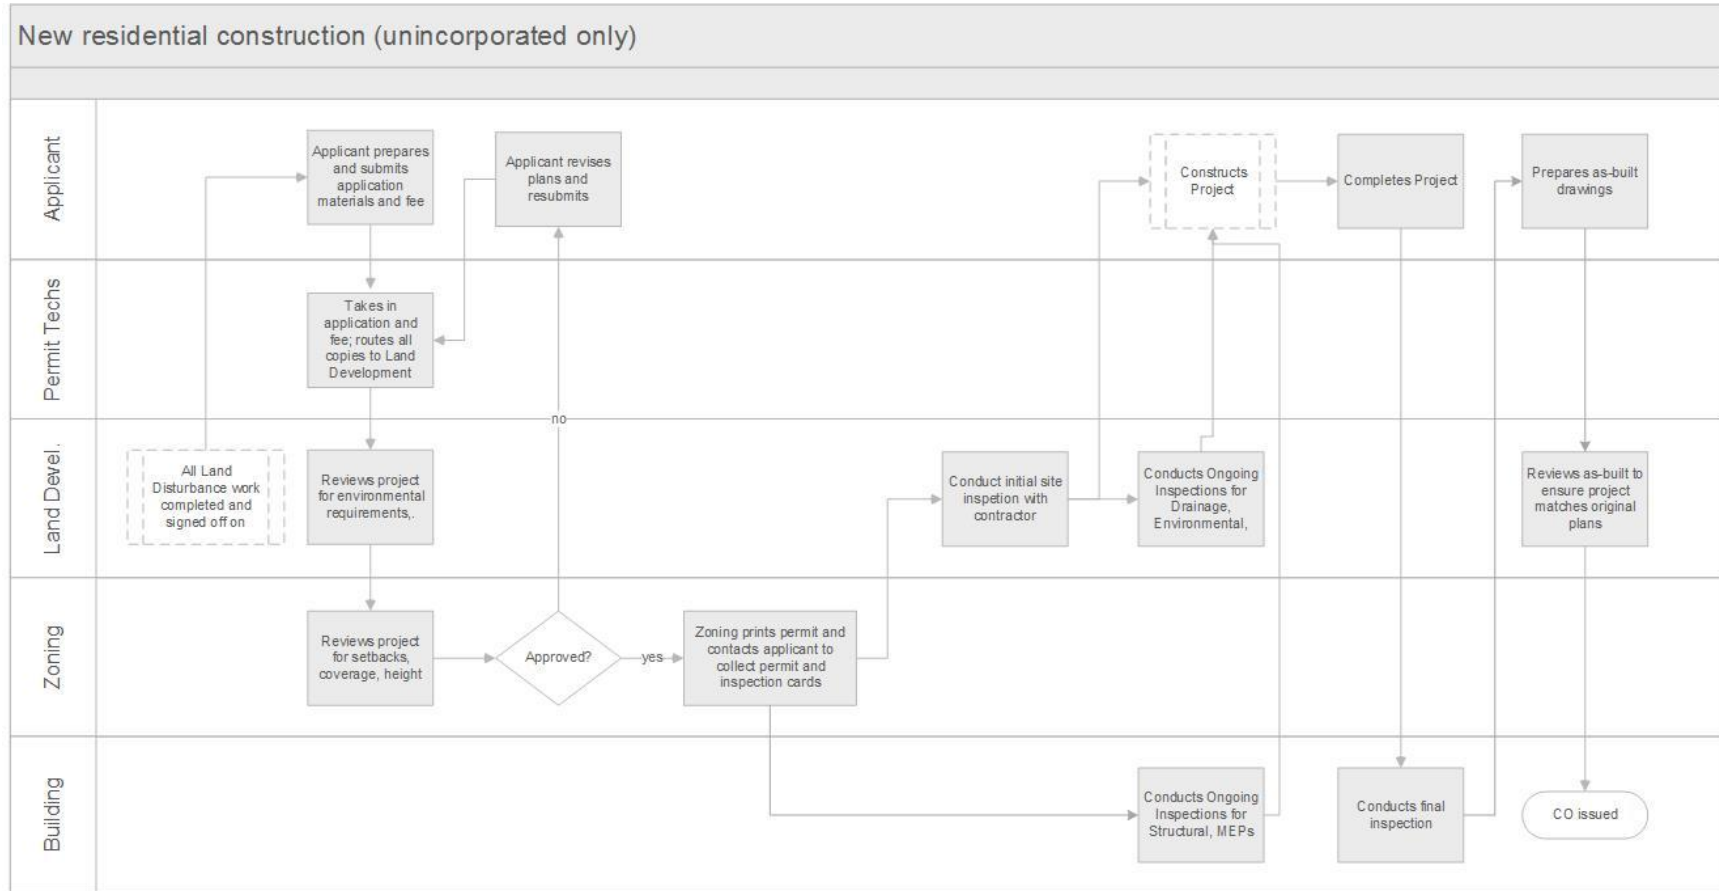 New residential construction (unincorporated only)
Applicant
Applicant prepares
and submits
application
materials and fee
Applicant revises
plans and
resubmits
Constructs
Project
Completes Project
Prepares as-built
drawings
Permit Techs
Takes in
application and
fee; routes all
copies to Land
Development
no
Land Devel.
All Land
Disturbance work
completed and
signed off on
Reviews project
for environmental
requirements,.
Conduct initial site
inspetion with
contractor
Conducts Ongoing
Inspections for
Drainage,
Environmental,
Reviews as-built to
ensure project
matches original
plans
Zoning
Reviews project
for setbacks,
coverage, height
Approved?
yes
Zoning prints permit and
contacts applicant to
collect permit and
inspection cards
Building
Conducts Ongoing
Inspections for
Structural, MEPs
Conducts final
inspection
CO issued